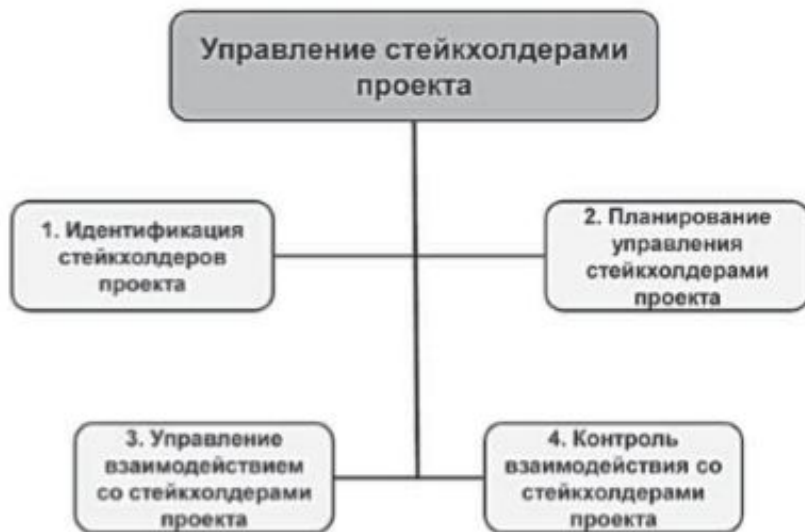 Управление стейкхолдерами
проекта
1. Идентификация
стейкхолдеров
проекта
2. Планирование
управления
стейкхолдерами
проекта
3. Управление
взаимодействием
со стейкхолдерами
проекта
4. Контроль
взаимодействия со
стейкхолдерами
проекта